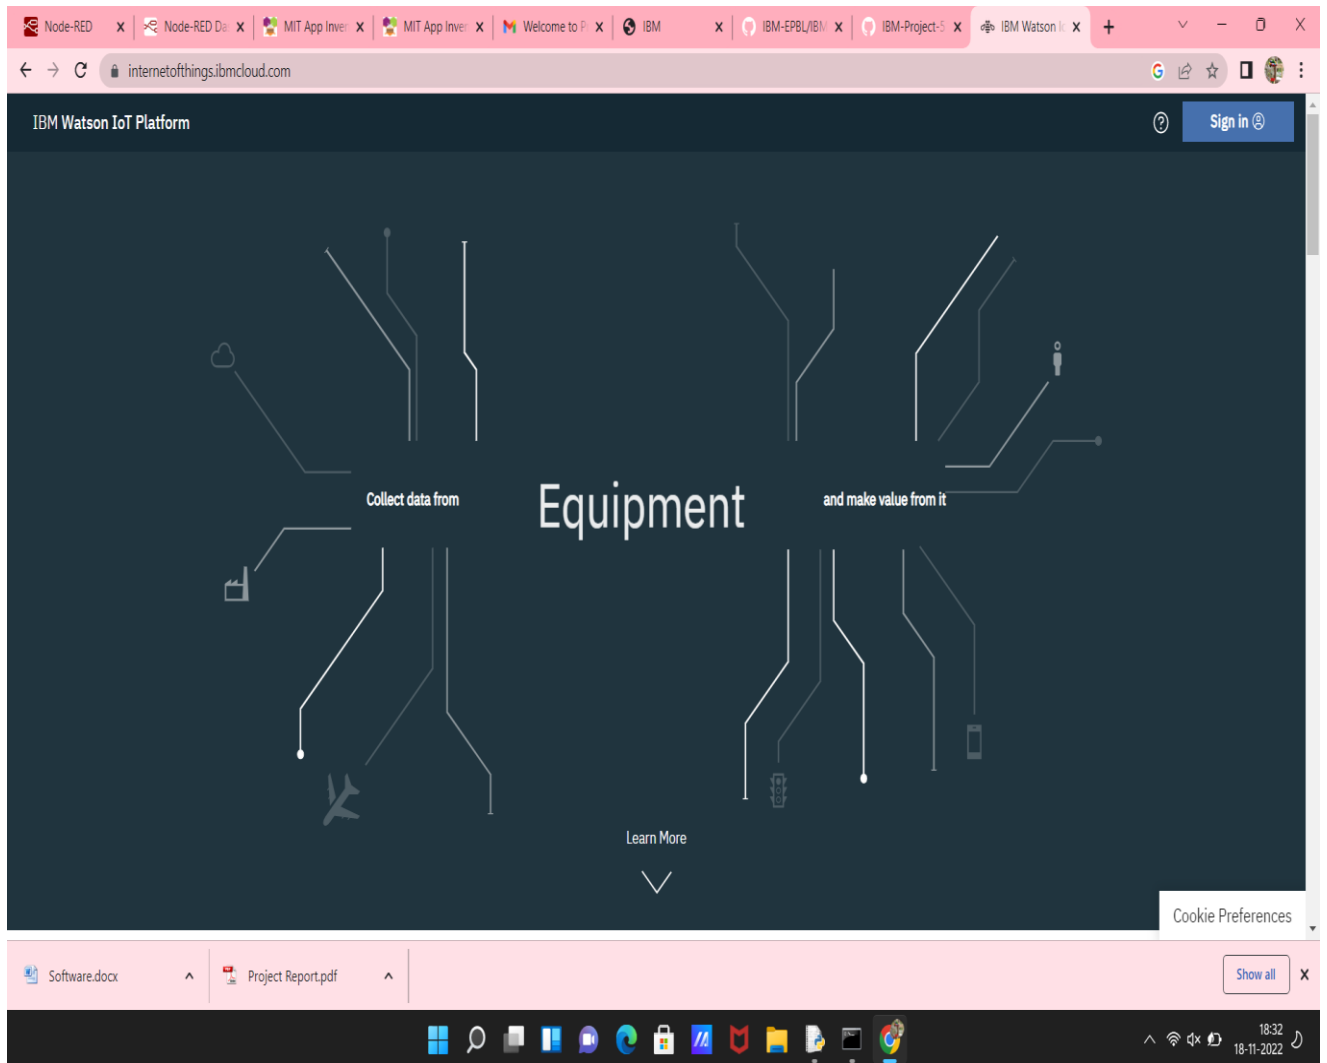 Node-RED
Node-RED Da
MIT App Inven
MIT App Inven
Welcome to P
IBM
IBM-EPBL/IBM
IBM-Project-5
IBM Watson Io
internetofthings.ibmcloud.com
IBM Watson IoT Platform
Sign in
Collect data from
Equipment
and make value from it
Learn More
Cookie Preferences
Software.docx
Project Report.pdf
Show all
18:32
18-11-2022